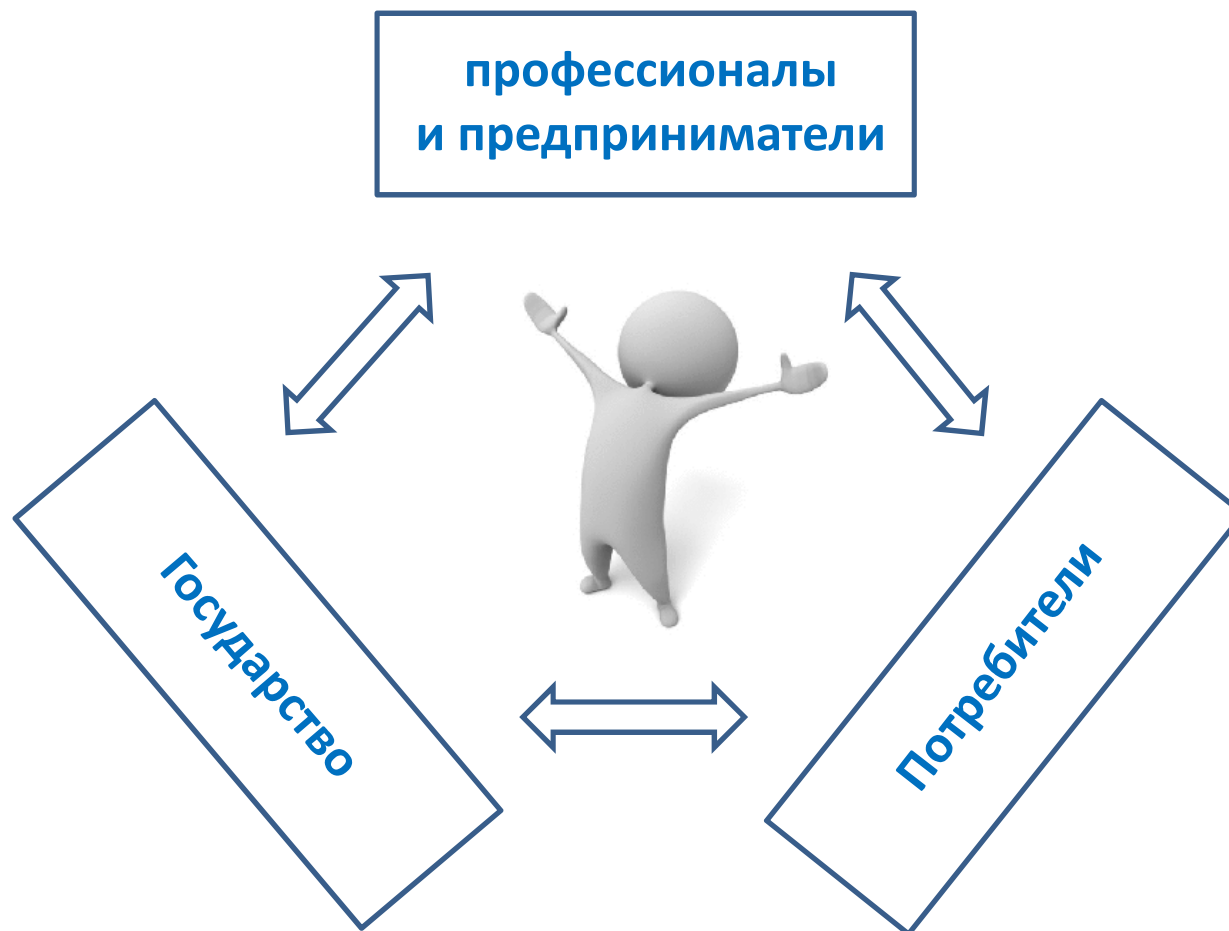 профессионалы
и предприниматели
Государство
Потребители